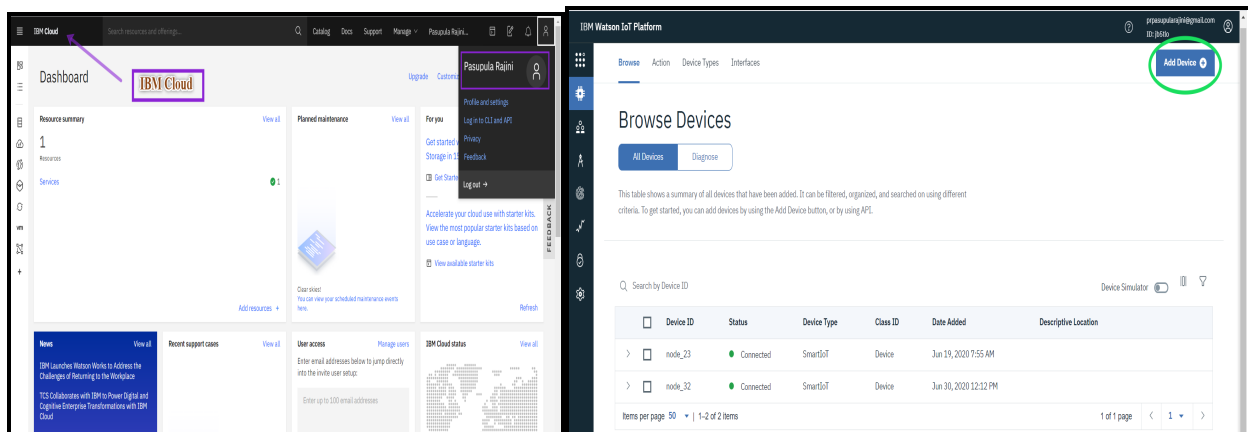 IBM Cloud
Search resources and offerings...
Catalog Docs Support Manage Pasupula Rajini...
Dashboard
IBM Cloud
Upgrade
Pasupula Rajini
Profile and settings
Log in to CLI and API
Privacy
Feedback
Log out →
Resource summary View all
1
Resources
Services 1
Add resources +
Planned maintenance View all
Clear skies!
You can view your scheduled maintenance events
here.
For you
Get started
Storage in
Get Starte
Accelerate your cloud use with starter kits.
View the most popular starter kits based on
use case or language.
View available starter kits
Refresh
FEEDBACK
vm
News View all
IBM Launches Watson Works to Address the
Challenges of Returning to the Workplace
TCS Collaborates with IBM to Power Digital and
Cognitive Enterprise Transformations with IBM
Cloud
Recent support cases View all
User access Manage users
Enter email addresses below to jump directly
into the invite user setup:
Enter up to 100 email addresses
IBM Cloud status View all
IBM Watson IoT Platform
prpasupularajini@gmail.com
Browse Action Device Types Interfaces
Add Device
Browse Devices
All Devices Diagnose
This table shows a summary of all devices that have been added. It can be filtered, organized, and searched on using different
criteria. To get started, you can add devices by using the Add Device button, or by using API.
Search by Device ID
Device Simulator
Device ID Status Device Type Class ID Date Added Descriptive Location
node_23 Connected SmartIoT Device Jun 19, 2020 7:55 AM
node_32 Connected SmartIoT Device Jun 30, 2020 12:12 PM
Items per page 50 | 1–2 of 2 items
1 of 1 page < 1 >